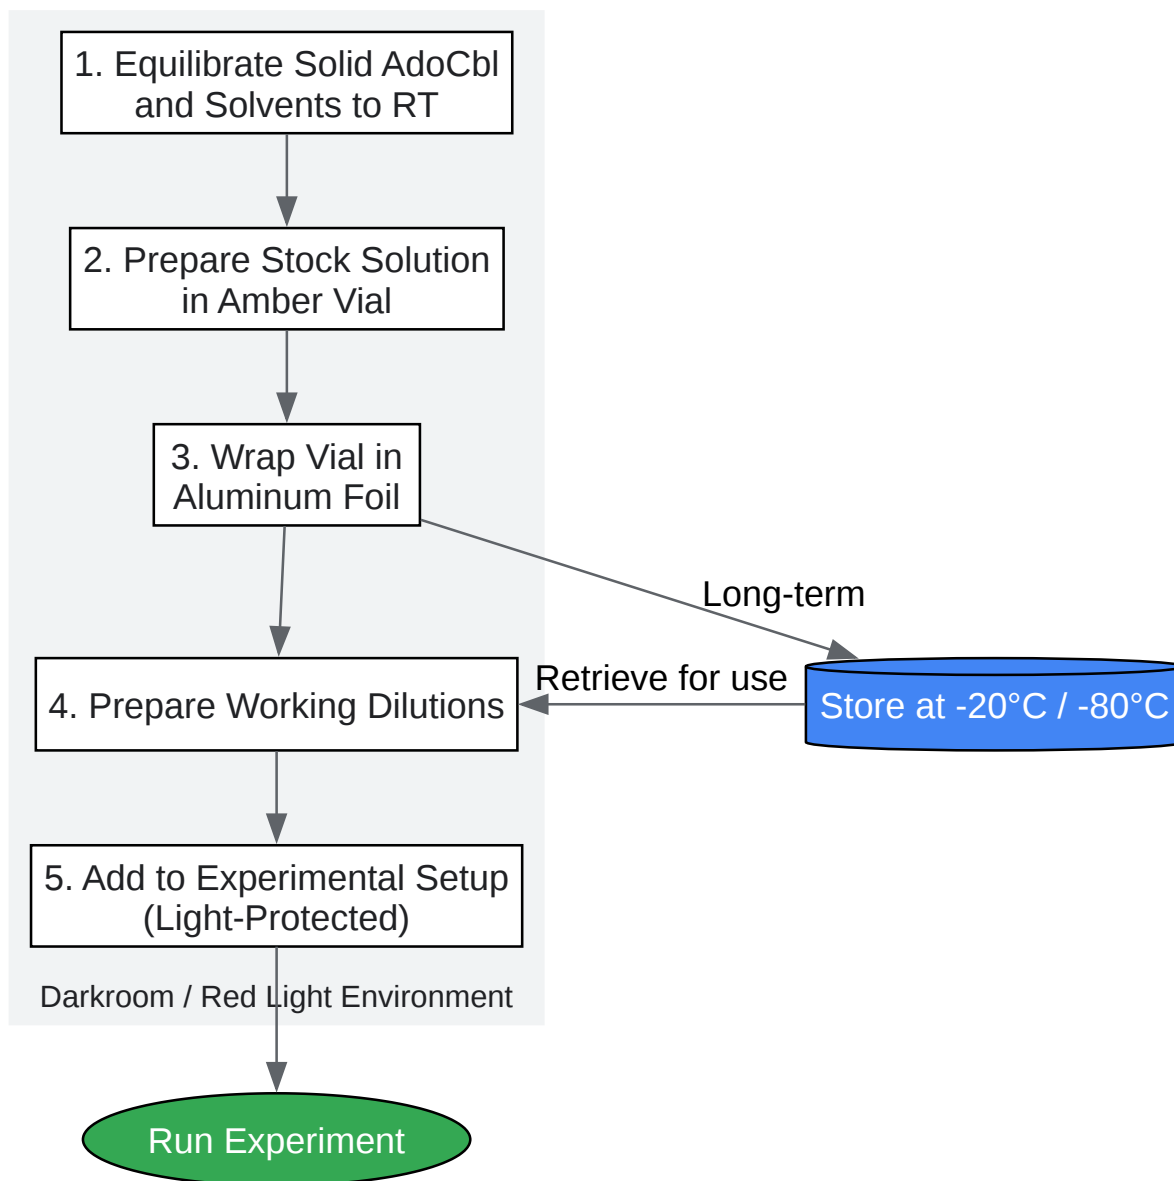 1. Equilibrate Solid AdoCbl
and Solvents to RT
2. Prepare Stock Solution
in Amber Vial
3. Wrap Vial in
Aluminum Foil
Long-term
Retrieve for use
4. Prepare Working Dilutions
Store at -20°C / -80°C
5. Add to Experimental Setup
(Light-Protected)
Darkroom / Red Light Environment
Run Experiment